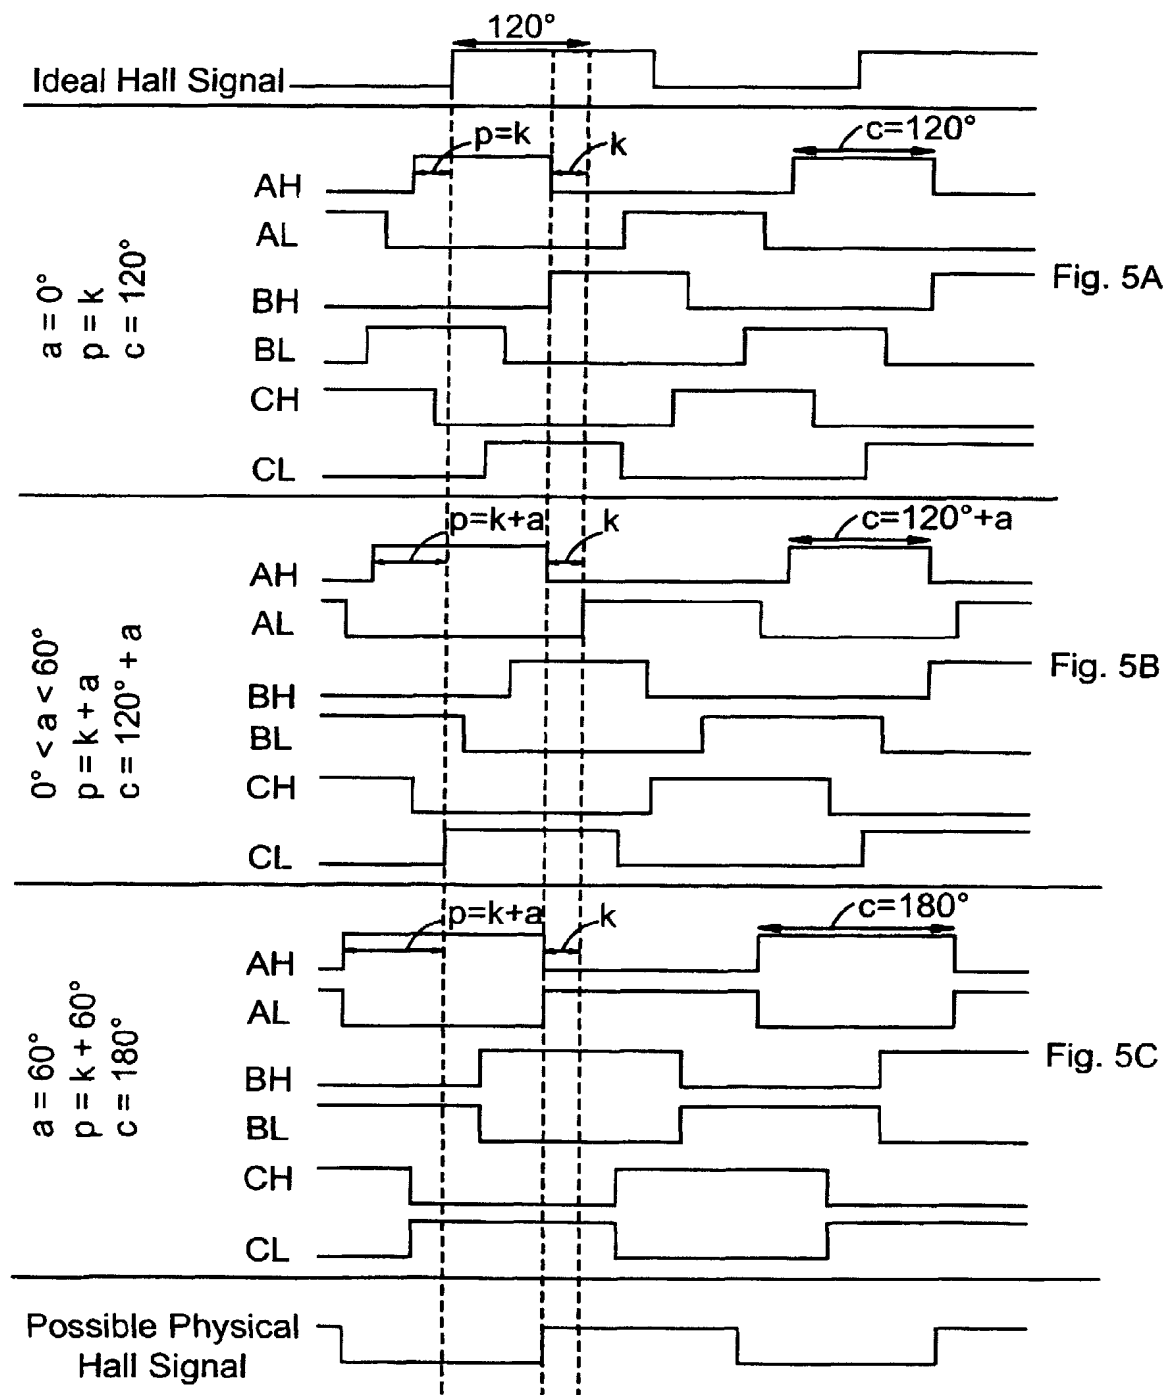 120°
Ideal Hall Signal
p=k
k
c=120°
AH
AL
a = 0°
p = k
c = 120°
BH
Fig. 5A
BL
CH
CL
p=k+a
k
c=120°+a
AH
AL
0° < a < 60°
p = k + a
c = 120° + a
BH
Fig. 5B
BL
CH
CL
p=k+a
k
c=180°
AH
AL
a = 60°
p = k + 60°
c = 180°
BH
Fig. 5C
BL
CH
CL
Possible Physical
Hall Signal